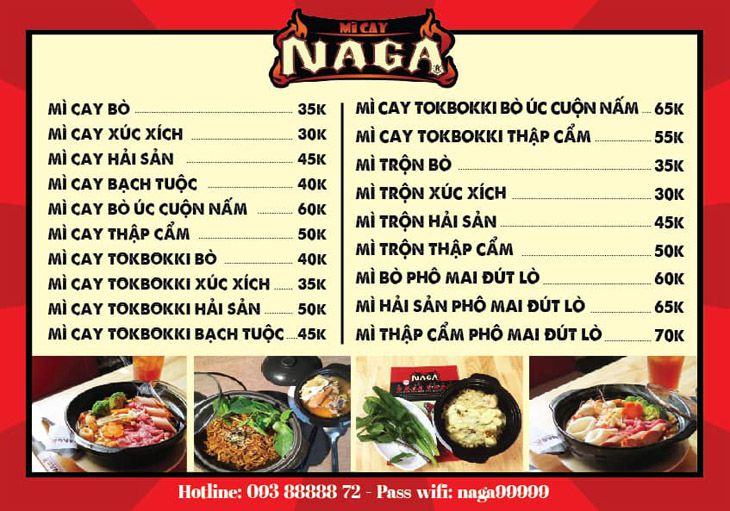 MÌ CAY
NAGA
MÌ CAY BÒ 35K
MÌ CAY XÚC XÍCH 30K
MÌ CAY HẢI SẢN 45K
MÌ CAY BẠCH TUỘC 40K
MÌ CAY BÒ ÚC CUỘN NẤM 60K
MÌ CAY THẬP CẨM 50K
MÌ CAY TOKBOKKI BÒ 40K
MÌ CAY TOKBOKKI XÚC XÍCH 35K
MÌ CAY TOKBOKKI HẢI SẢN 50K
MÌ CAY TOKBOKKI BẠCH TUỘC 45K
MÌ CAY TOKBOKKI BÒ ÚC CUỘN NẤM 65K
MÌ CAY TOKBOKKI THẬP CẨM 55K
MÌ TRỘN BÒ 35K
MÌ TRỘN XÚC XÍCH 30K
MÌ TRỘN HẢI SẢN 45K
MÌ TRỘN THẬP CẨM 50K
MÌ BÒ PHÔ MAI ĐÚT LÒ 60K
MÌ HẢI SẢN PHÔ MAI ĐÚT LÒ 65K
MÌ THẬP CẨM PHÔ MAI ĐÚT LÒ 70K
NAGA
Hotline: 093 88888 72 - Pass wifi: naga99999